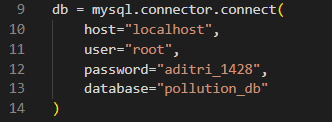 9 db = mysql.connector.connect(
10 host="localhost",
11 user="root",
12 password="aditri_1428",
13 database="pollution_db"
14 )